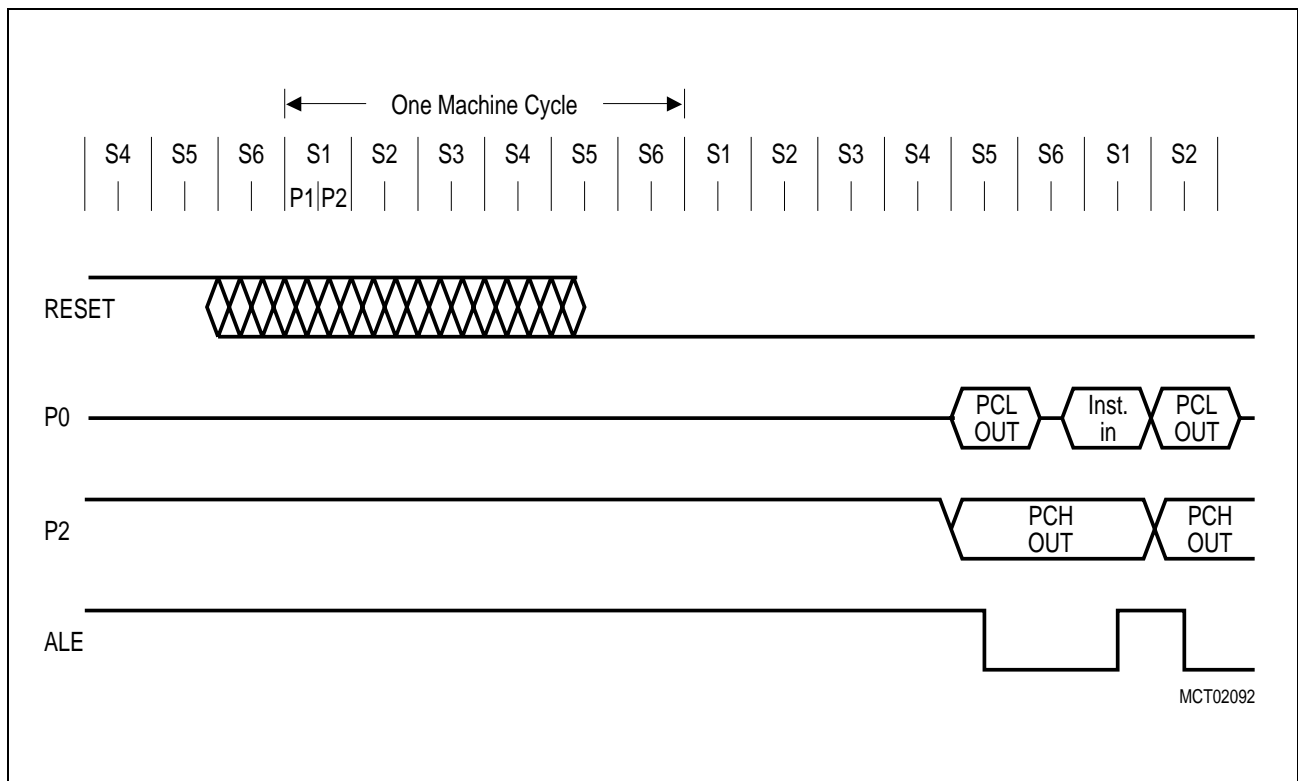 One Machine Cycle
S4 S5 S6 S1 S2 S3 S4 S5 S6 S1 S2 S3 S4 S5 S6 S1 S2
P1 P2
RESET
P0
PCL
OUT
Inst.
in
PCL
OUT
P2
PCH
OUT
PCH
OUT
ALE
MCT02092